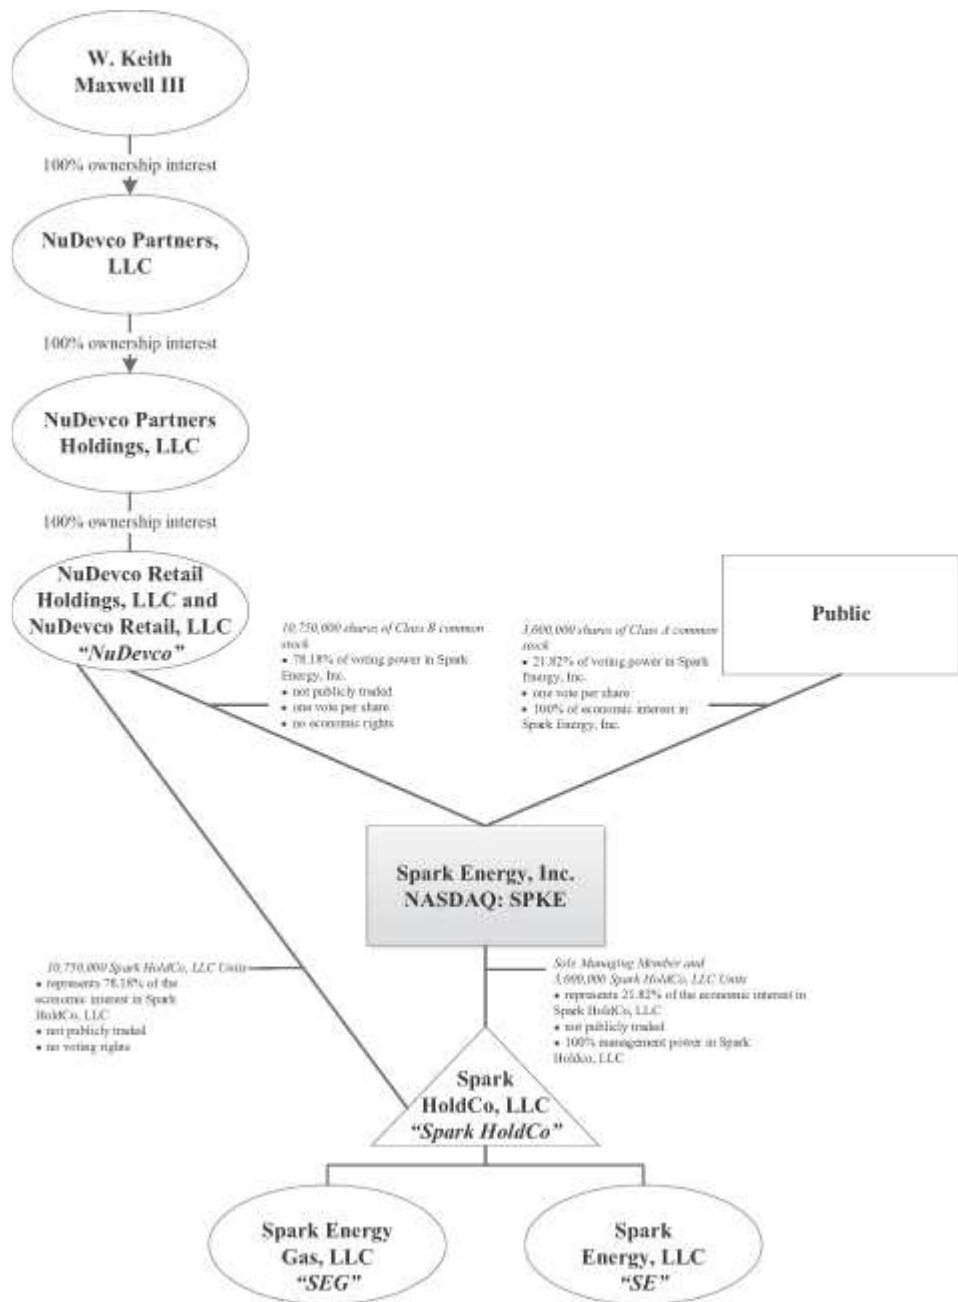 W. Keith
Maxwell III
100% ownership interest
NuDevco Partners,
LLC
100% ownership interest
NuDevco Partners
Holdings, LLC
100% ownership interest
NuDevco Retail
Holdings, LLC and
NuDevco Retail, LLC
“NuDevco”
10,750,000 shares of Class B common
stock
• 78.18% of voting power in Spark
Energy, Inc.
• not publicly traded
• one vote per share
• no economic rights
3,000,000 shares of Class A common
stock
• 21.82% of voting power in Spark
Energy, Inc.
• one vote per share
• 100% of economic interest in
Spark Energy, Inc.
Public
Spark Energy, Inc.
NASDAQ: SPKE
10,750,000 Spark HoldCo, LLC Units
• represents 78.18% of the
economic interest in Spark
HoldCo, LLC
• not publicly traded
• no voting rights
Sole Managing Member and
3,000,000 Spark HoldCo, LLC Units
• represents 21.82% of the economic interest in
Spark HoldCo, LLC
• not publicly traded
• 100% management power in Spark
Holdco, LLC
Spark
HoldCo, LLC
“Spark HoldCo”
Spark Energy
Gas, LLC
“SEG”
Spark
Energy, LLC
“SE”